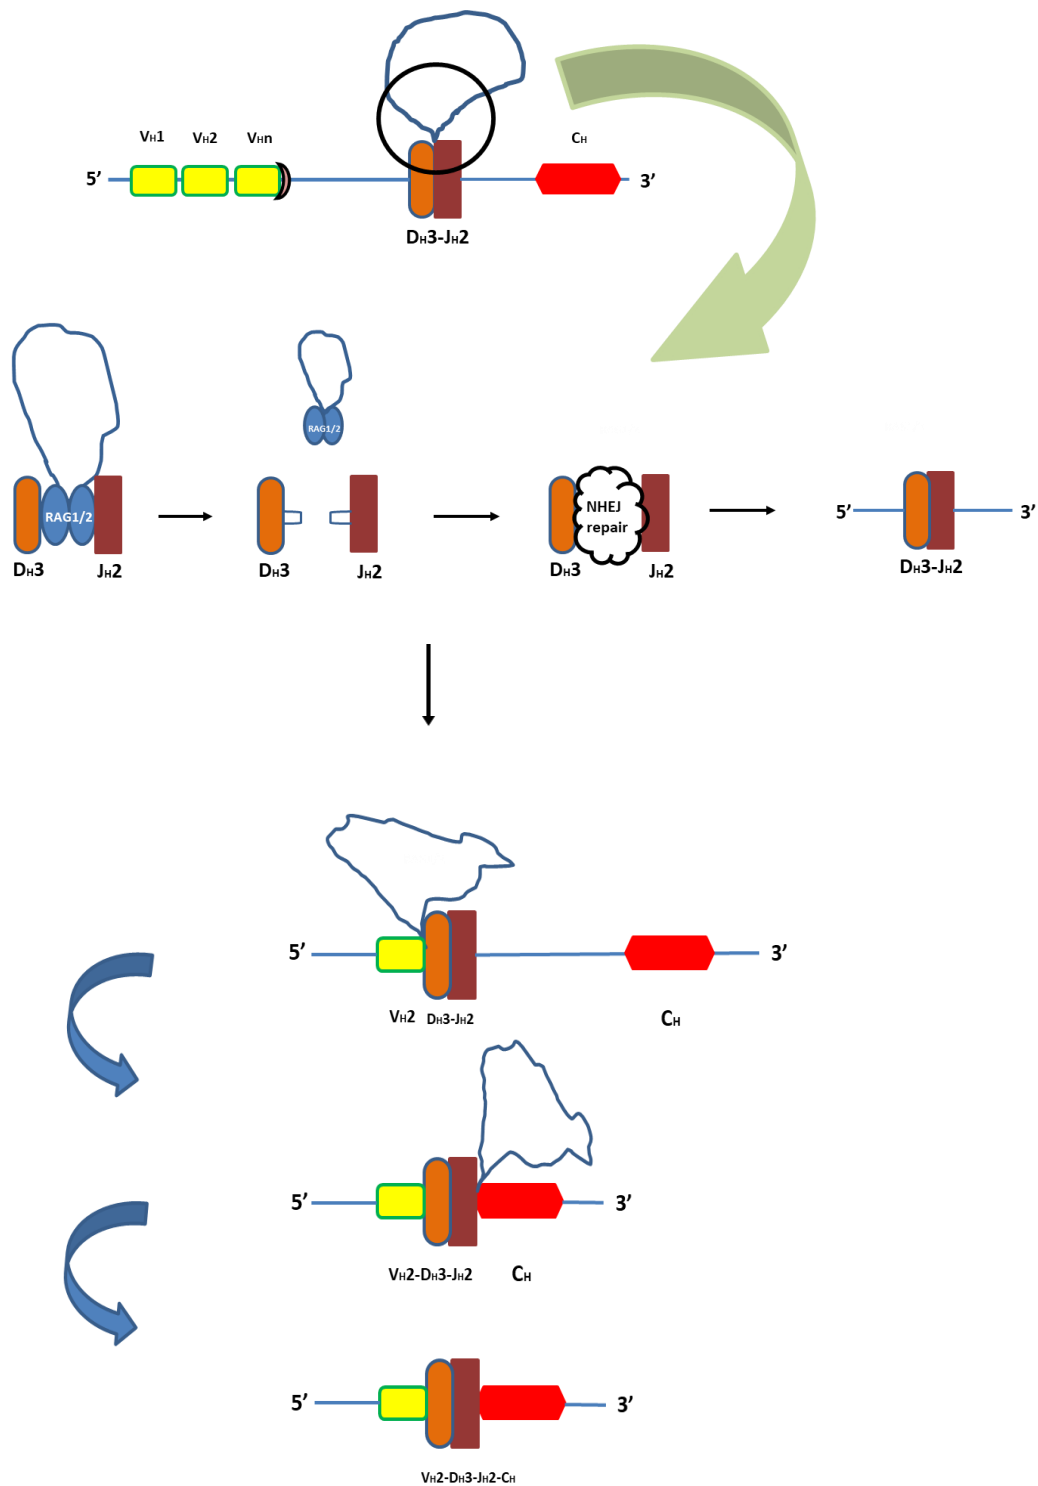 VH1 VH2 VHn CH
5’ 3’
DH3-JH2
RAG1/2
RAG1/2
NHEJ
repair
5’ 3’
DH3 JH2 DH3 JH2 DH3 JH2 DH3-JH2
5’ 3’
VH2 DH3-JH2 CH
5’ 3’
VH2-DH3-JH2 CH
5’ 3’
VH2-DH3-JH2-CH